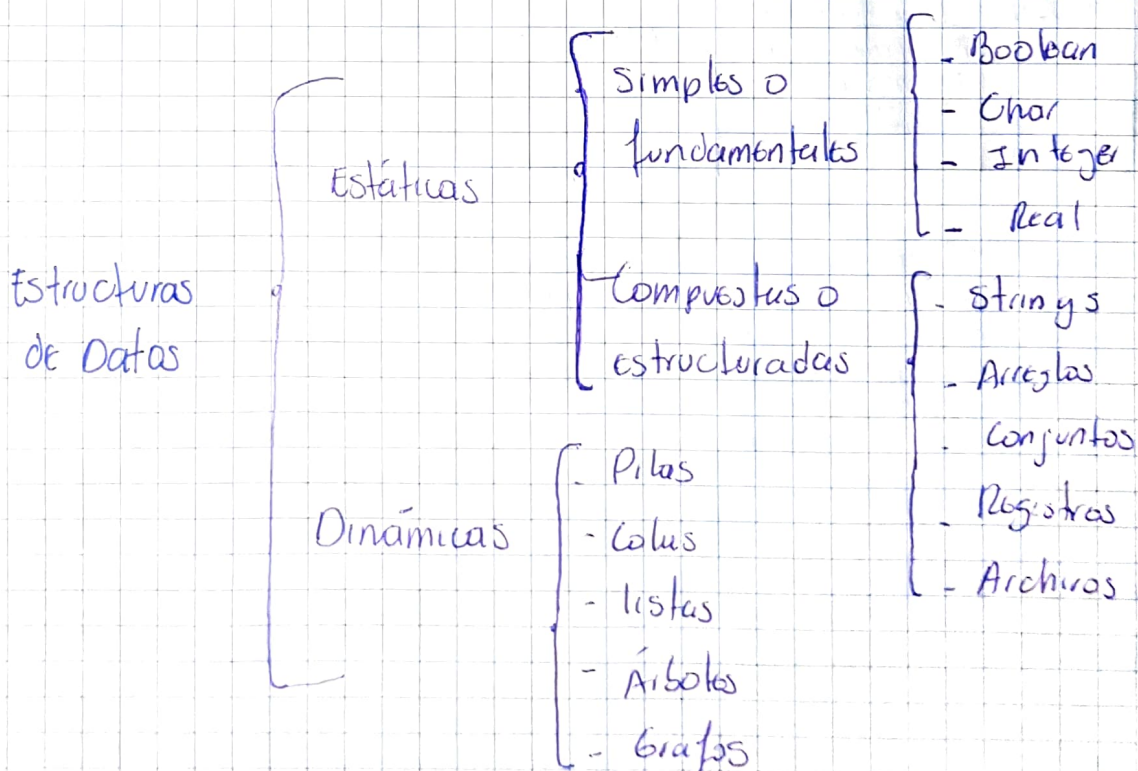 Estructuras
de Datos
Estáticas
Simples o
fundamentales
- Boolean
- Char
- Integer
- Real
Compuestas o
estructuradas
- Strings
- Arreglos
- Conjuntos
- Registros
- Archivos
Dinámicas
- Pilas
- Colas
- listas
- Árboles
- Grafos